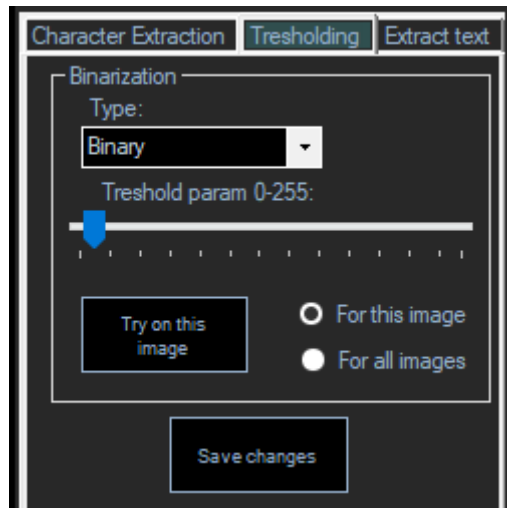 Character Extraction Tresholding Extract text
Binarization
Type:
Binary
Treshold param 0-255:
Try on this
image
For this image
For all images
Save changes